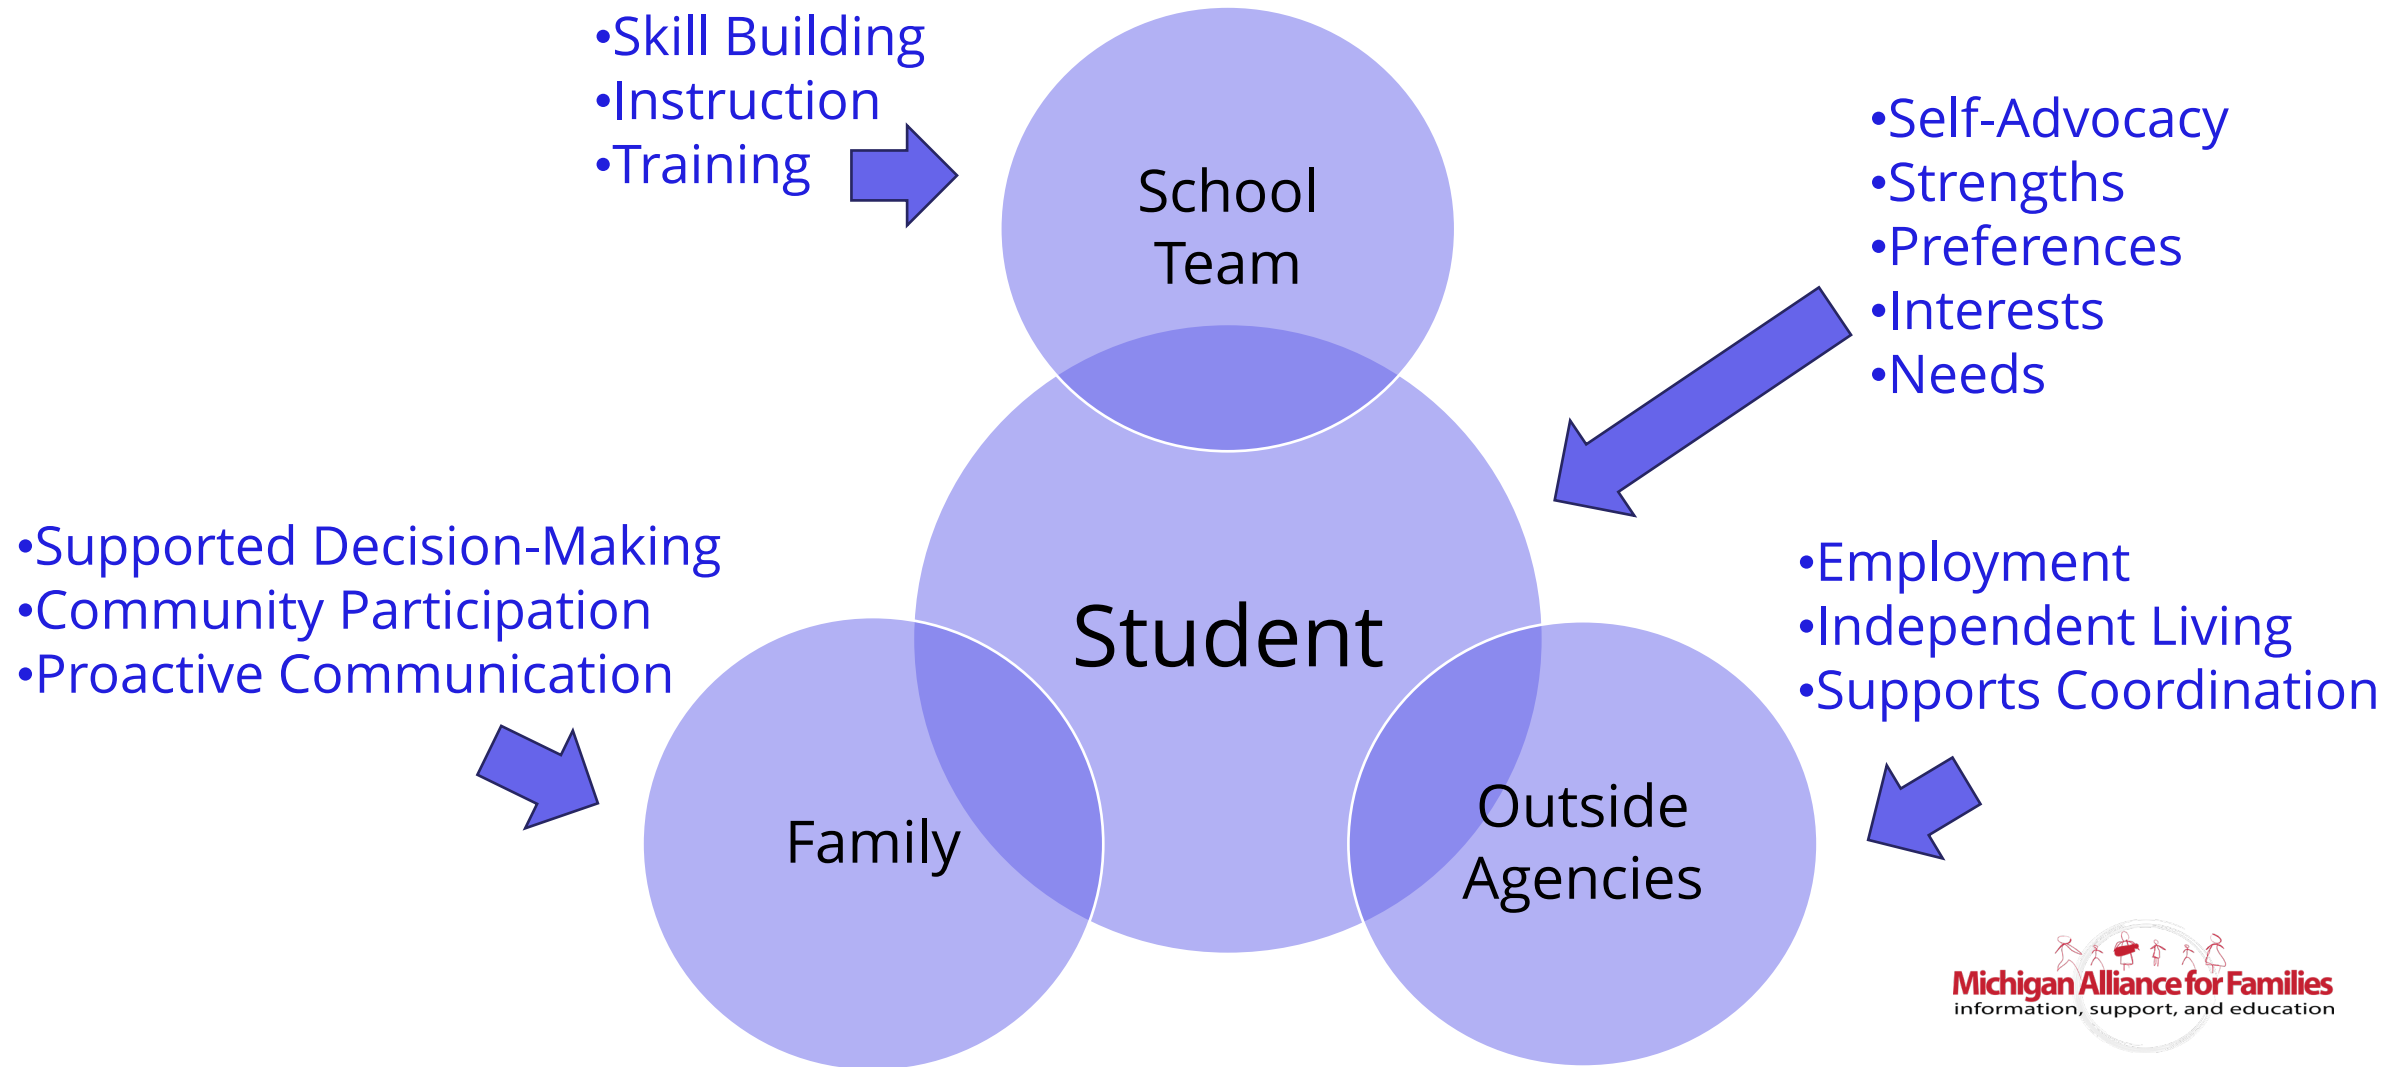 •Skill Building
•Instruction
•Training
School
Team
•Self-Advocacy
•Strengths
•Preferences
•Interests
•Needs
•Supported Decision-Making
•Community Participation
•Proactive Communication
Student
•Employment
•Independent Living
•Supports Coordination
Family
Outside
Agencies
Michigan Alliance for Families
information, support, and education